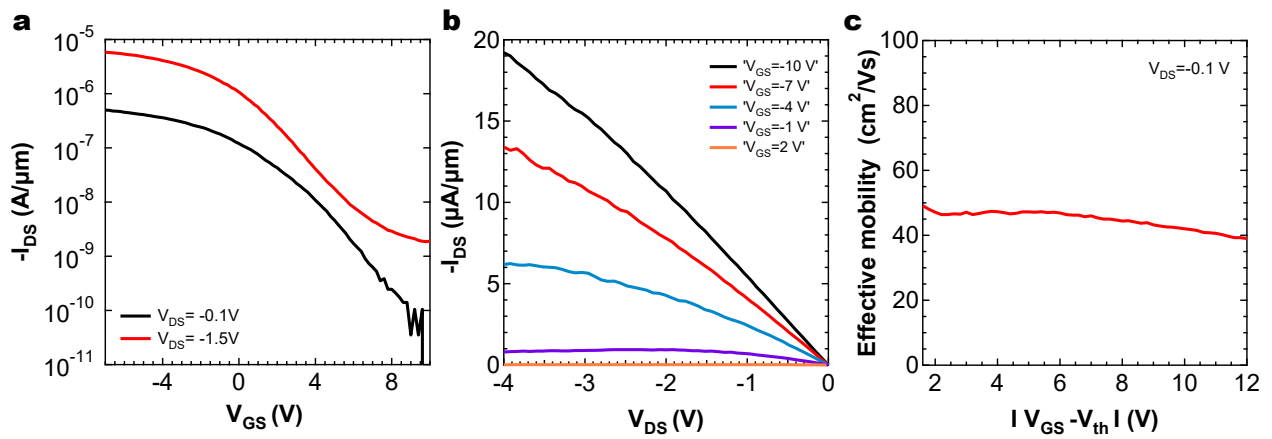 a
-I_DS (A/µm)
10^-5
10^-6
10^-7
10^-8
10^-9
10^-10
10^-11
V_DS= -0.1V
V_DS= -1.5V
-4
0
4
8
V_GS (V)
b
-I_DS (µA/µm)
20
15
10
5
0
'V_GS=-10 V'
'V_GS=-7 V'
'V_GS=-4 V'
'V_GS=-1 V'
'V_GS=2 V'
-4
-3
-2
-1
0
V_DS (V)
c
Effective mobility (cm^2/Vs)
100
80
60
40
20
0
V_DS=-0.1 V
2
4
6
8
10
12
I V_GS -V_th I (V)